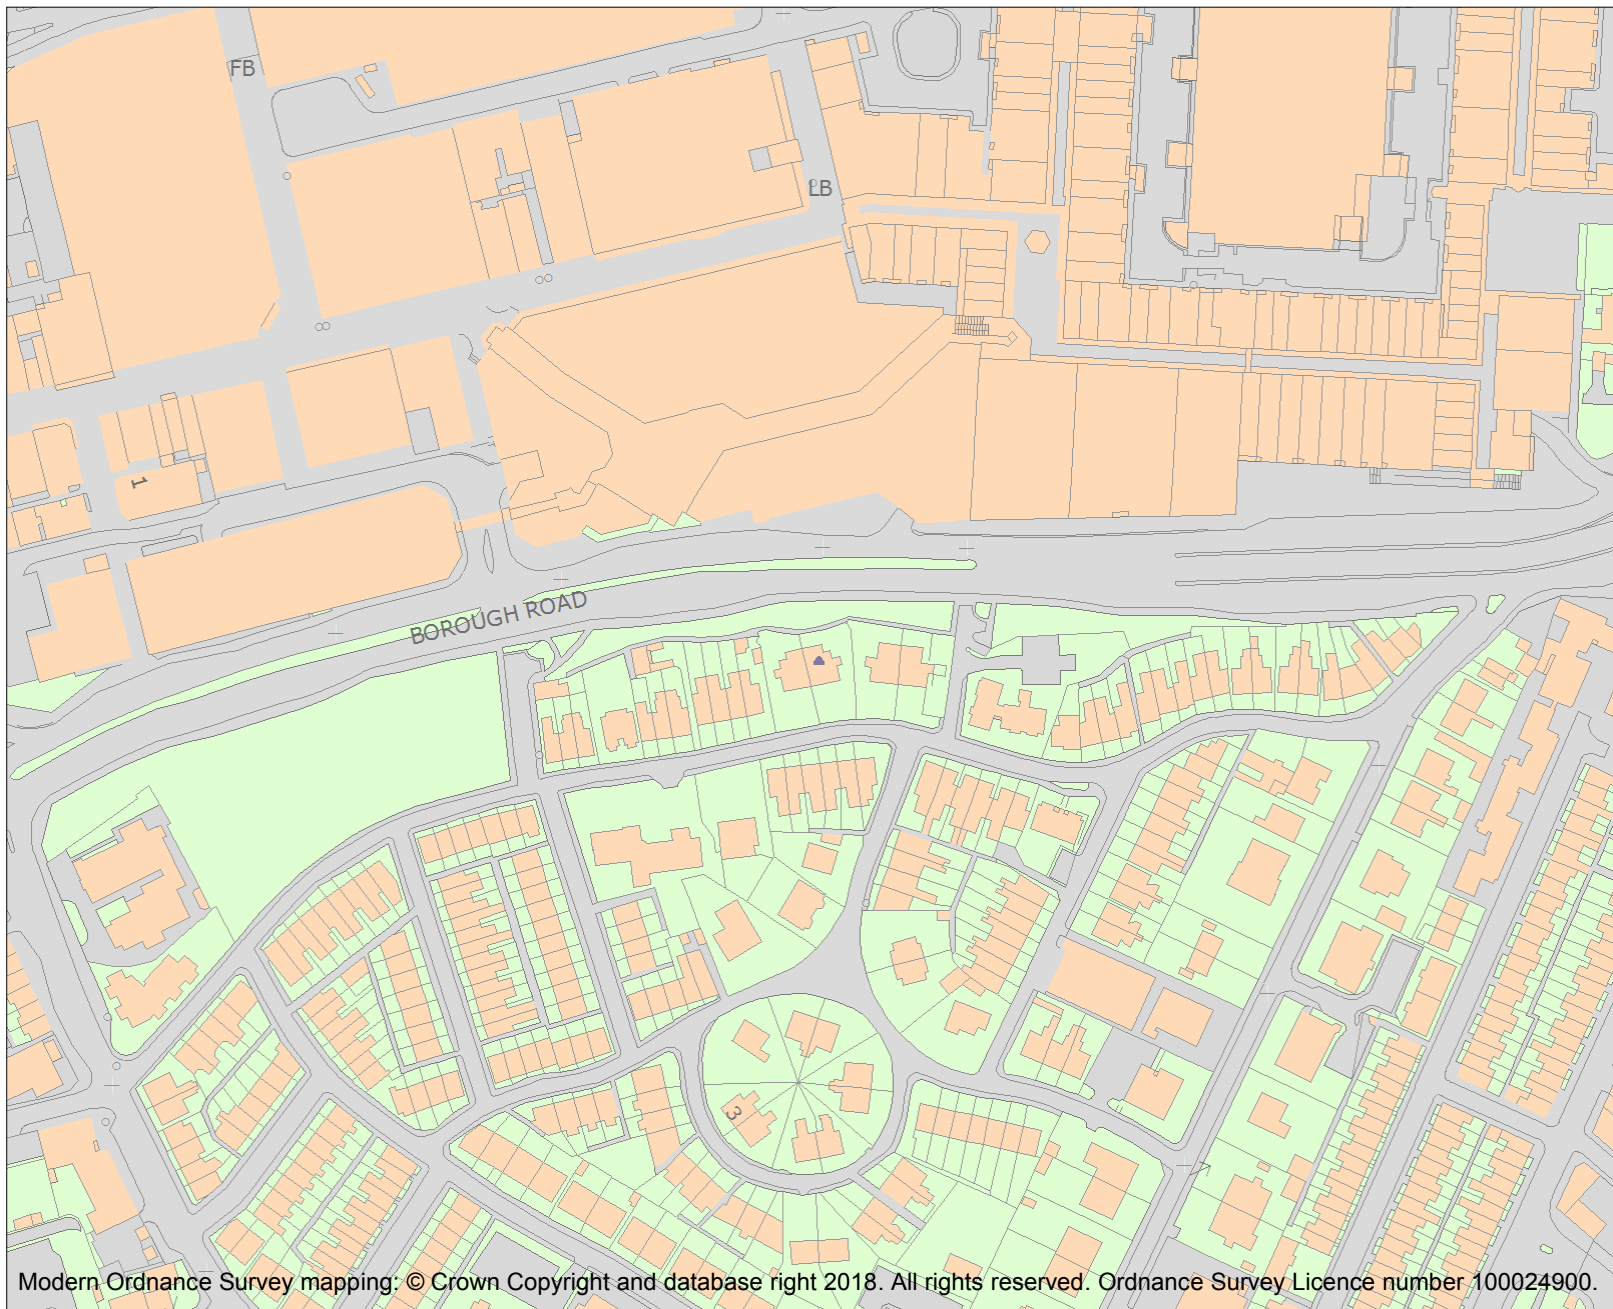 FB
LB
1
BOROUGH ROAD
3
Modern Ordnance Survey mapping: © Crown Copyright and database right 2018. All rights reserved. Ordnance Survey Licence number 100024900.